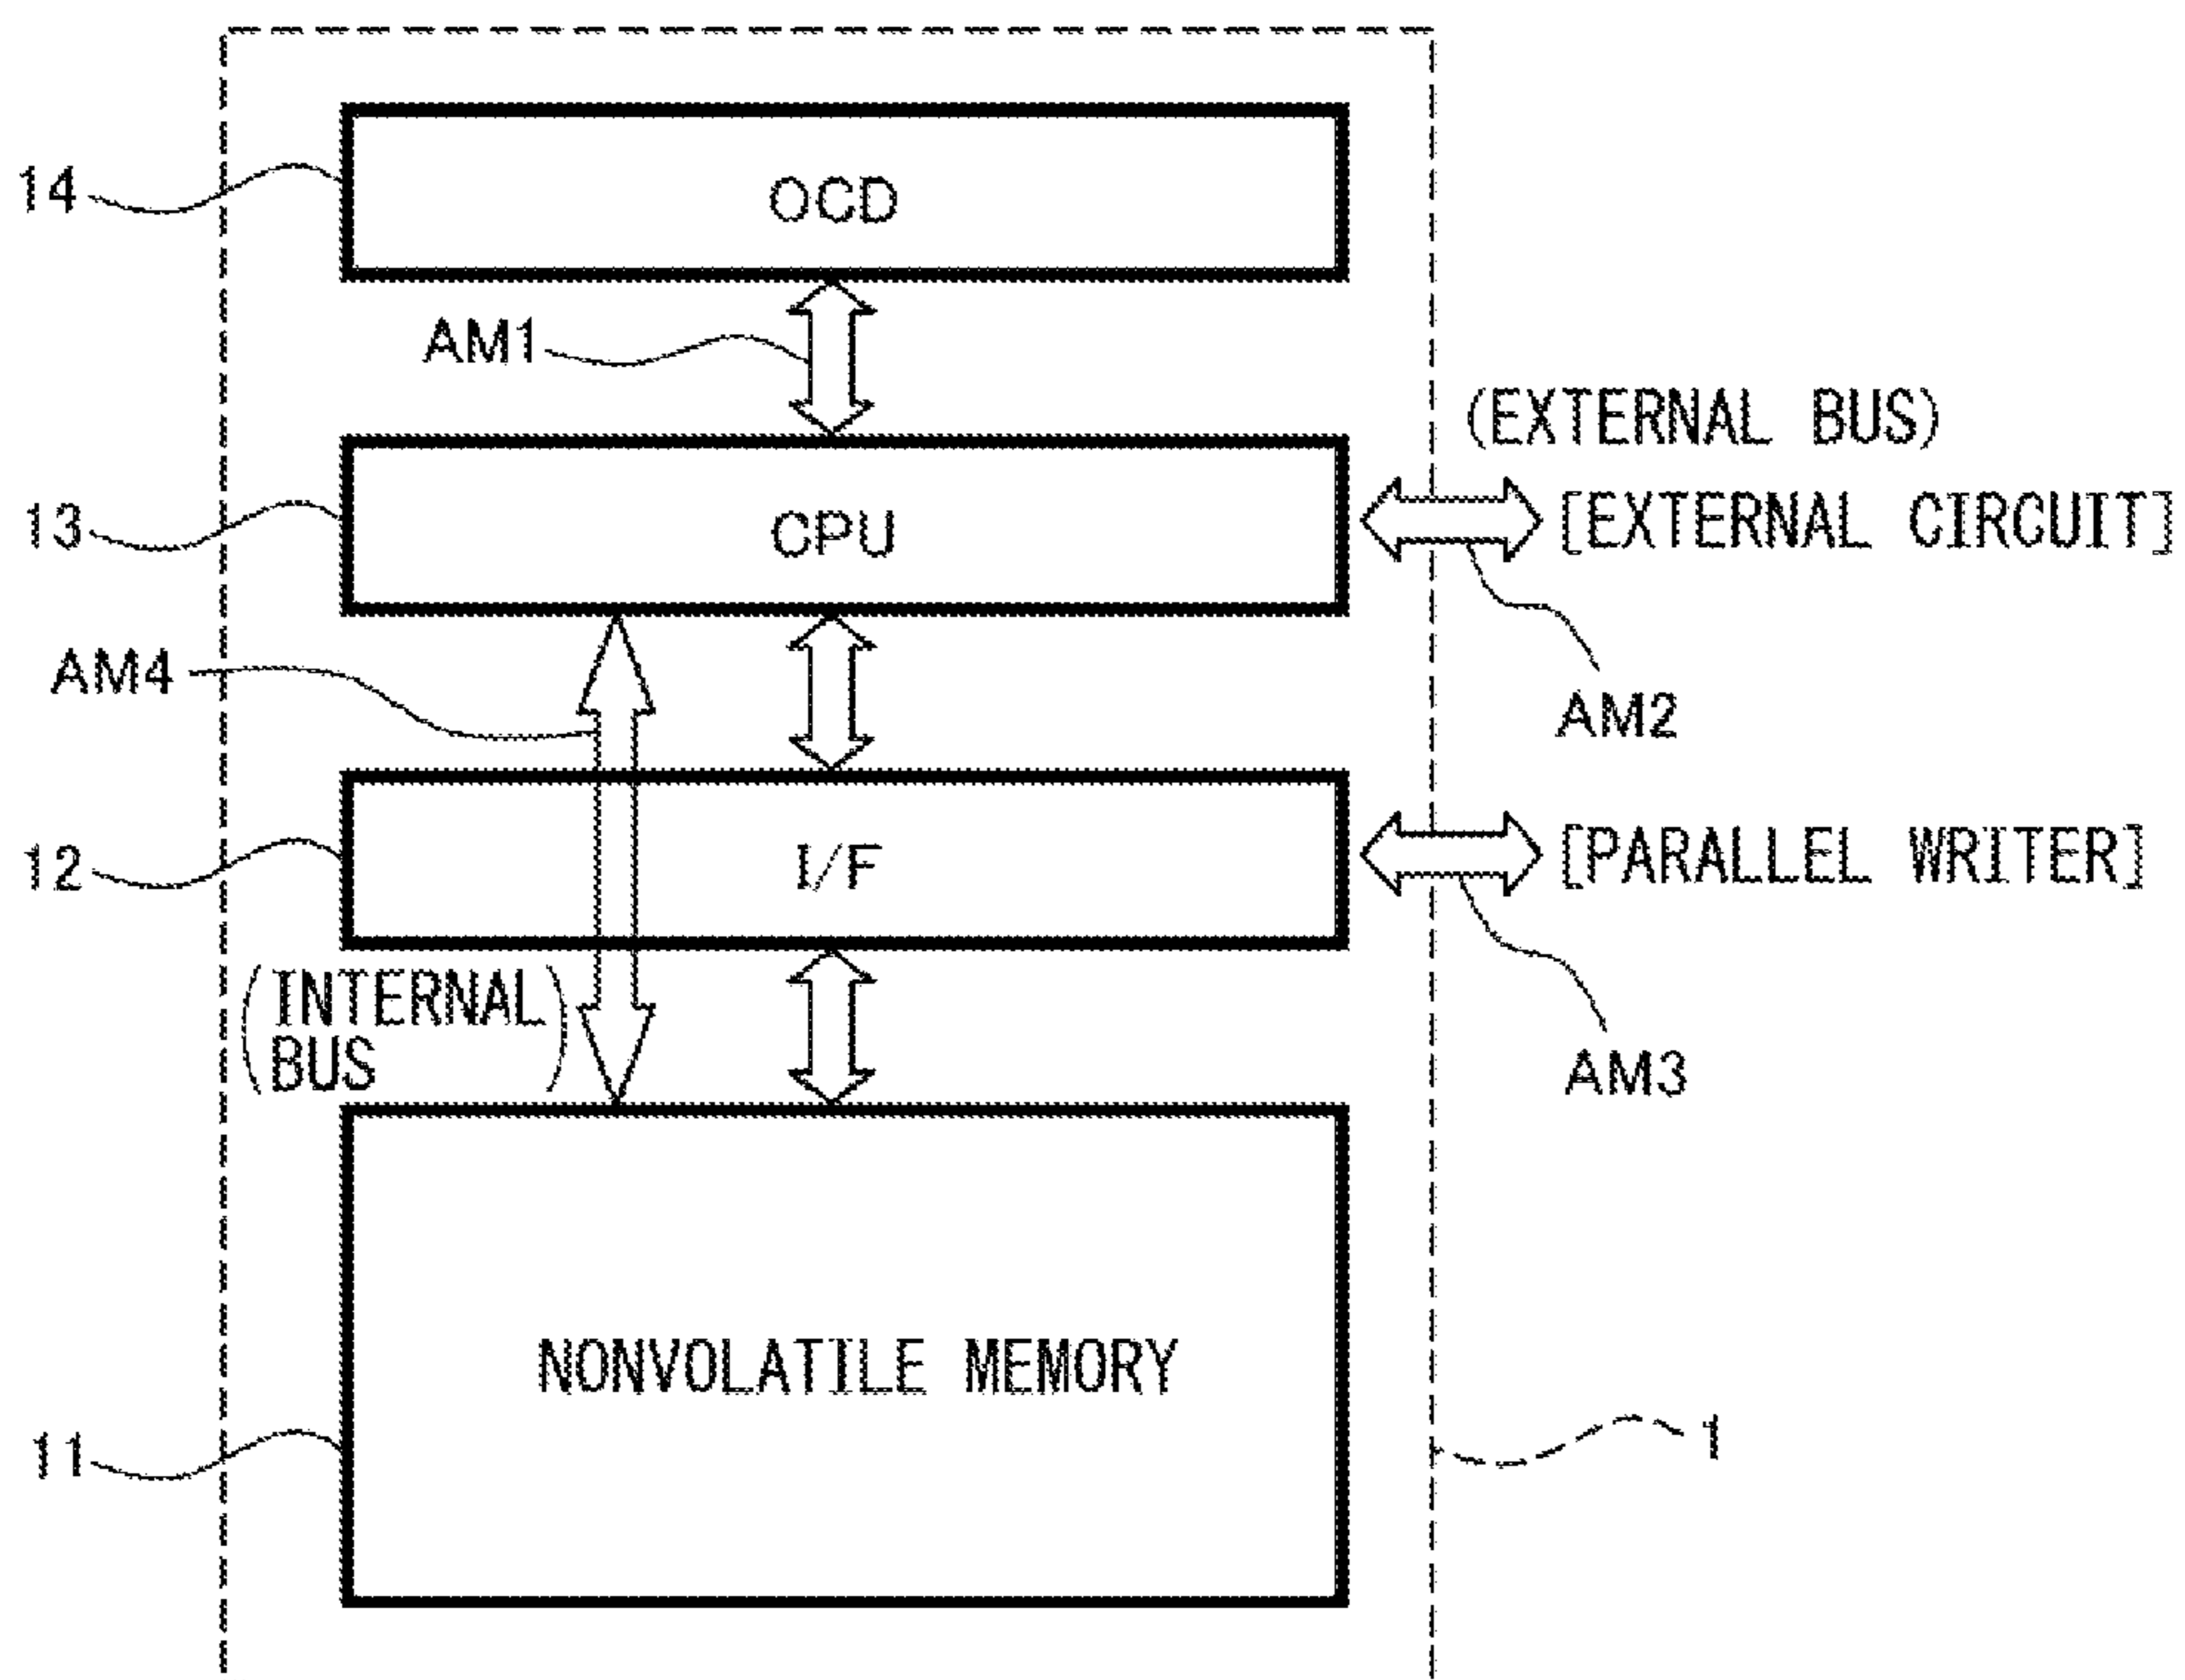 14
OCD
AM1
(EXTERNAL BUS)
13
CPU
[EXTERNAL CIRCUIT]
AM4
AM2
12
I/F
[PARALLEL WRITER]
(INTERNAL
BUS)
AM3
NONVOLATILE MEMORY
11
1